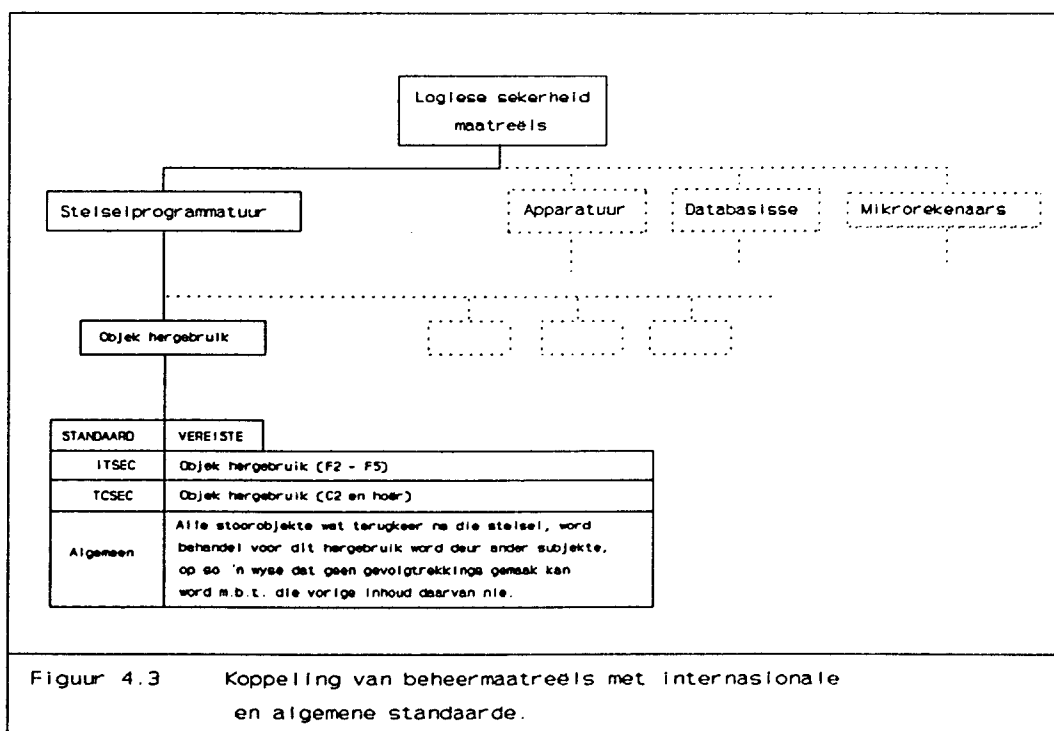 Logiese sekerheid
maatreëls
Stelselprogrammatuur
Apparatuur
Databasisse
Mikrorekenaars
Objek hergebruik
STANDAARD VEREISTE
ITSEC Objek hergebruik (F2 - F5)
TCSEC Objek hergebruik (C2 en hoër)
Algemeen
Alle stoorobjekte wat terugkeer na die stelsel, word
behandel voor dit hergebruik word deur ander subjekte,
op so 'n wyse dat geen gevolgtrekkings gemaak kan
word m.b.t. die vorige inhoud daarvan nie.
Figuur 4.3 Koppeling van beheermaatreëls met internasionale
en algemene standaarde.